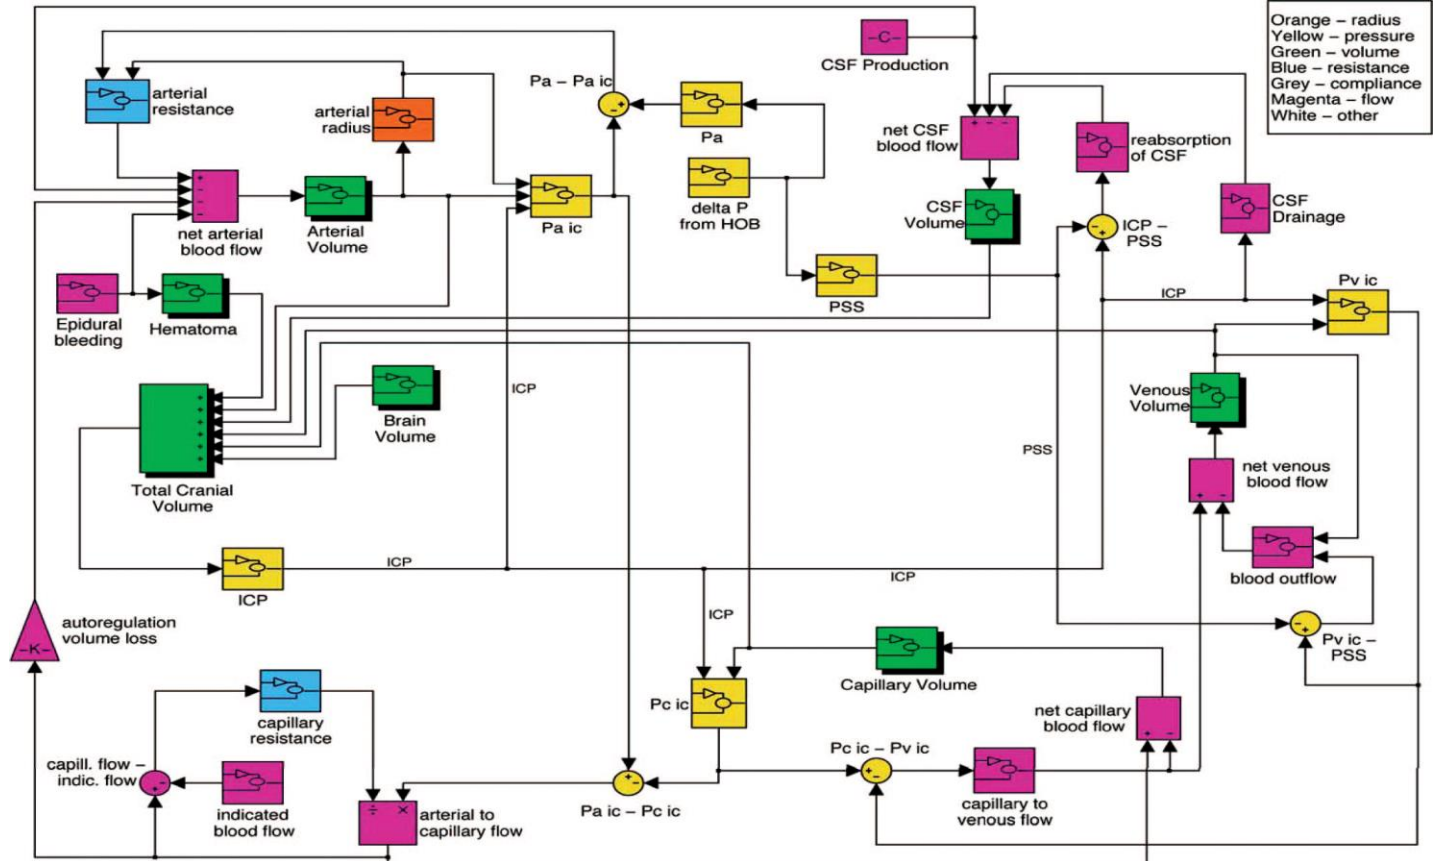 Orange – radius
Yellow – pressure
Green – volume
Blue – resistance
Grey – compliance
Magenta – flow
White – other
–C–
CSF Production
arterial
resistance
arterial
radius
Pa – Pa ic
- +
Pa
net CSF
blood flow
+ - -
reabsorption
of CSF
+
-
-
-
net arterial
blood flow
Arterial
Volume
Pa ic
delta P
from HOB
CSF
Volume
- +
ICP –
PSS
CSF
Drainage
Epidural
bleeding
Hematoma
PSS
ICP
Pv ic
ICP
Brain
Volume
Venous
Volume
+
+
+
+
+
+
Total Cranial
Volume
PSS
net venous
blood flow
+ -
ICP
ICP
ICP
blood outflow
autoregulation
volume loss
–K–
ICP
- +
Pv ic –
PSS
Capillary Volume
capillary
resistance
Pc ic
net capillary
blood flow
+ -
capill. flow –
indic. flow
- +
indicated
blood flow
÷ ×
arterial to
capillary flow
+ -
Pa ic – Pc ic
Pc ic – Pv ic
+ -
capillary to
venous flow